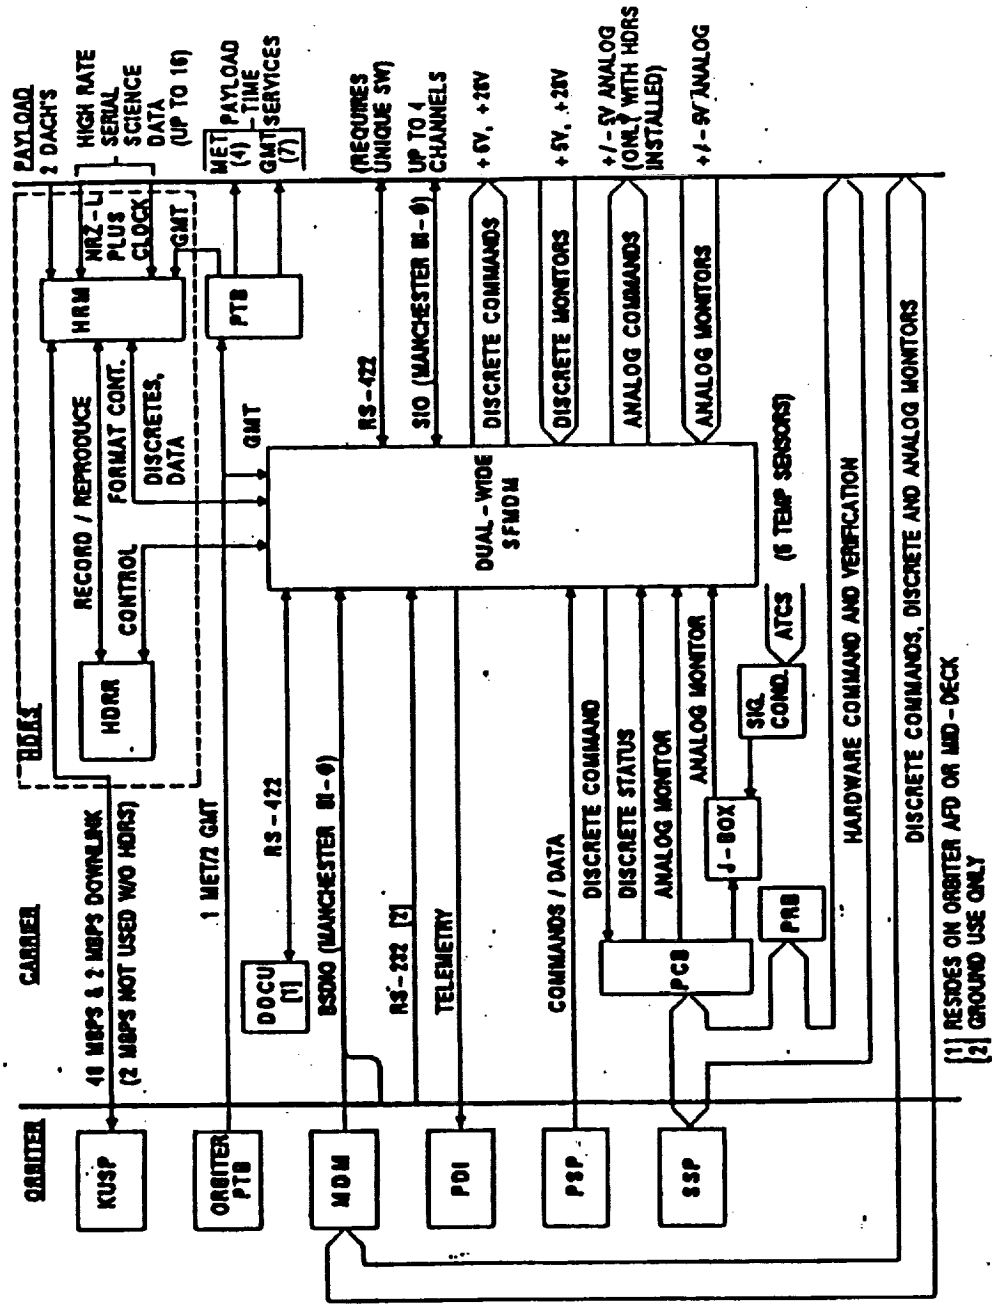 ORBITER
CARRIER
PAYLOAD
HDRS
2 DACH'S
HIGH RATE
SERIAL
SCIENCE
DATA
(UP TO 16)
KUSP
48 MBPS & 2 MBPS DOWNLINK
(2 MBPS NOT USED W/O HDRS)
HDRR
RECORD / REPRODUCE
CONTROL
FORMAT CONT.
DISCRETES,
DATA
HRM
NRZ-L
PLUS
CLOCK
GMT
ORBITER
PTB
1 MET/2 GMT
GMT
PTB
MET
(4)
GMT
(7)
PAYLOAD
TIME
SERVICES
DDCU
[1]
RS-422
DUAL-WIDE
SFMDM
RS-422
(REQUIRES
UNIQUE SW)
MDM
BSDIO (MANCHESTER BI-Φ)
SIO (MANCHESTER BI-Φ)
UP TO 4
CHANNELS
RS-232 [2]
DISCRETE COMMANDS
+5V, +28V
PDI
TELEMETRY
DISCRETE MONITORS
+5V, +28V
PSP
COMMANDS / DATA
ANALOG COMMANDS
+/-5V ANALOG
(ONLY WITH HDRS
INSTALLED)
DISCRETE COMMAND
DISCRETE STATUS
ANALOG MONITOR
ANALOG MONITOR
ANALOG MONITORS
+/-5V ANALOG
SSP
PCB
J-BOX
SIG
COND.
ATCS
(6 TEMP SENSORS)
PRB
HARDWARE COMMAND AND VERIFICATION
DISCRETE COMMANDS, DISCRETE AND ANALOG MONITORS
[1] RESIDES ON ORBITER AFD OR MID-DECK
[2] GROUND USE ONLY